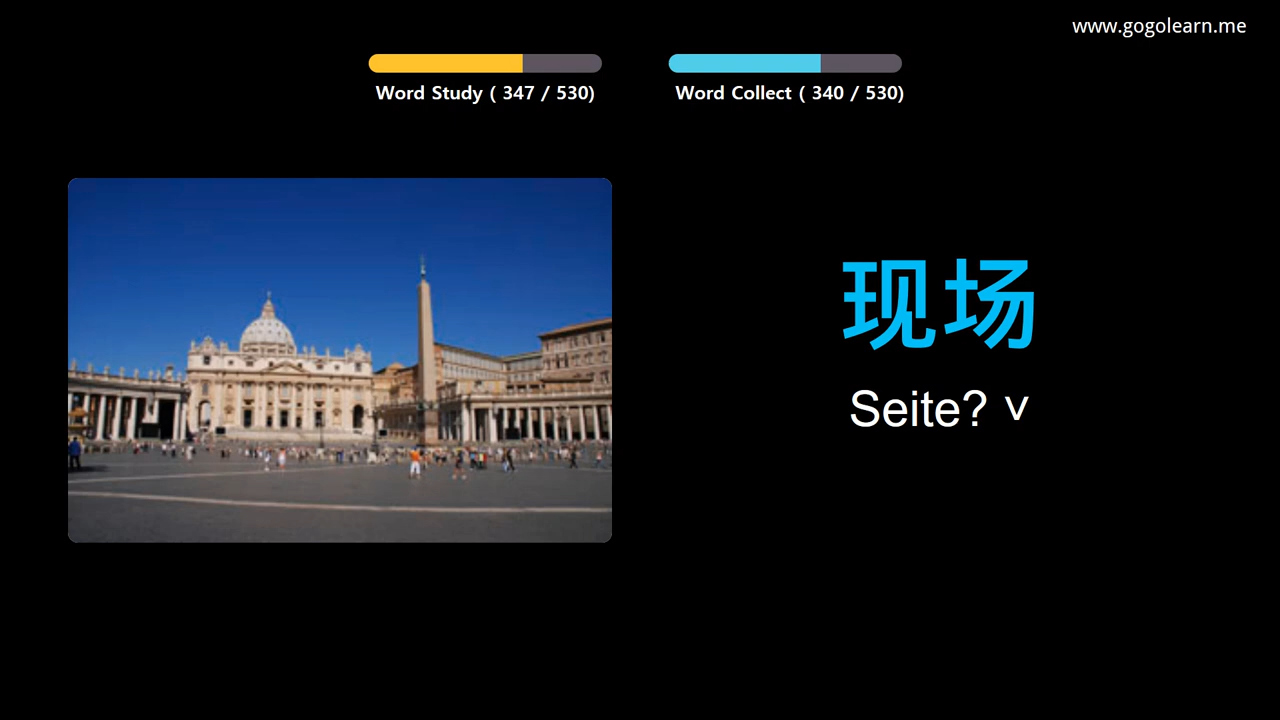 www.gogolearn.me
Word Study ( 347 / 530)
Word Collect ( 340 / 530)
现场
Seite? ˅